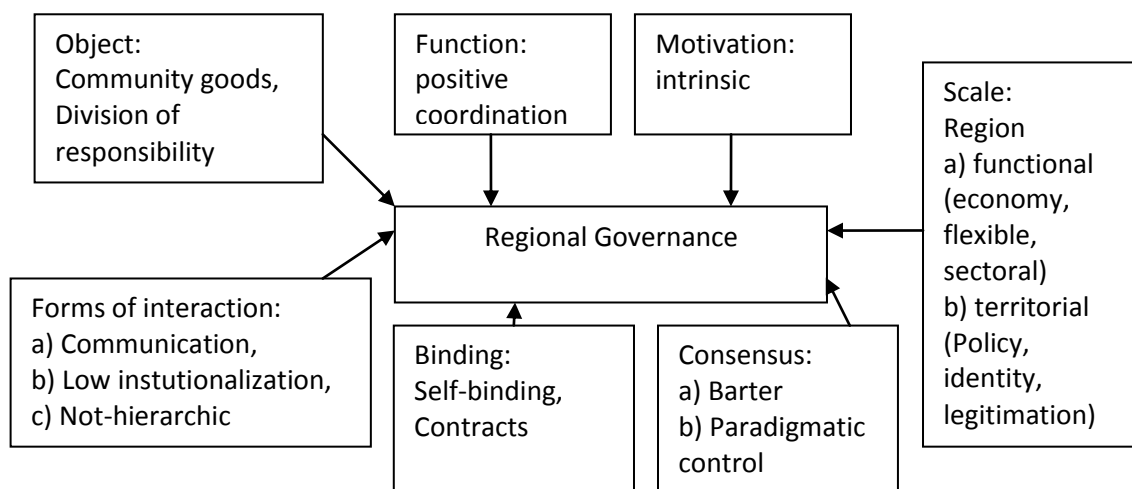 Object:
Community goods,
Division of
responsibility
Function:
positive
coordination
Motivation:
intrinsic
Scale:
Region
a) functional
(economy,
flexible,
sectoral)
b) territorial
(Policy,
identity,
legitimation)
Regional Governance
Forms of interaction:
a) Communication,
b) Low instutionalization,
c) Not-hierarchic
Binding:
Self-binding,
Contracts
Consensus:
a) Barter
b) Paradigmatic
control